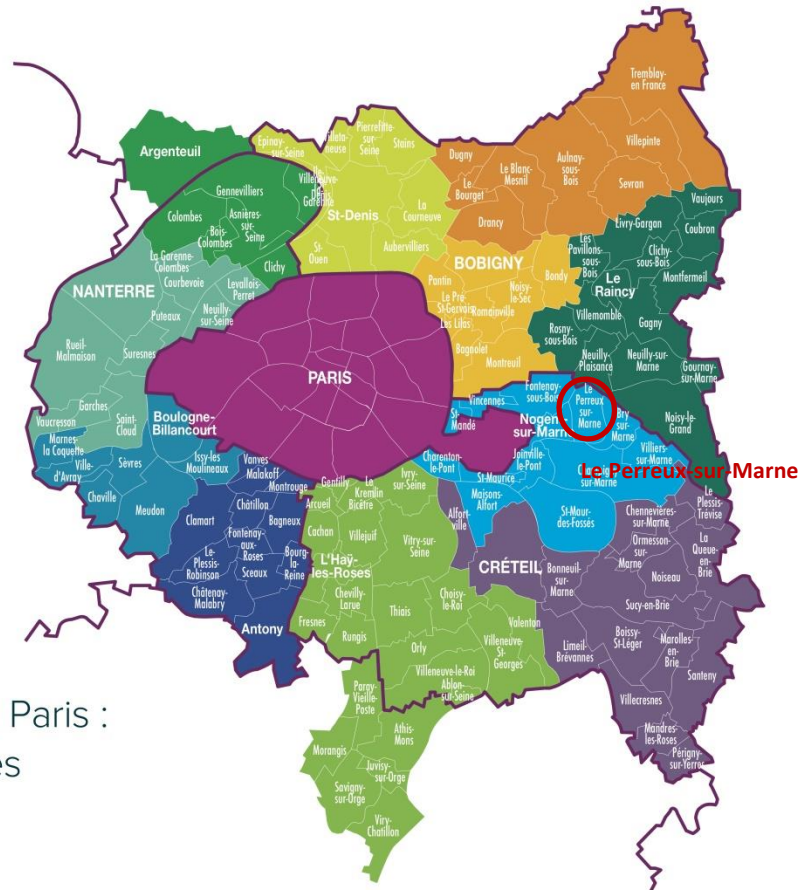 Tremblay-
en France
Villepinte
Argenteuil
Epinay-
sur-Seine
Pierrefitte-
sur-
Seine
Stains
Dugny
Le
Bourget
Le Blanc-
Mesnil
Aulnay-
sous-
Bois
Sevran
Drancy
Vaujours
Gennevilliers
Colombes
Asnières-
sur-
Seine
Bois-
Colombes
Clichy
St-Denis
La
Courneuve
St-
Ouen
Aubervilliers
Livry-Gargan
Coubron
Les
Pavillons-
sous-
Bois
Clichy-
sous-Bois
Montfermeil
BOBIGNY
Bondy
Le
Raincy
La Garenne-
Colombes
Courbevoie
NANTERRE
Levallois-
Perret
Puteaux
Neuilly-
sur-Seine
Pantin
Noisy-
le-Sec
Le Pré-
St-Gervais
Romainville
Les Lilas
Villemomble
Gagny
Rosny-
sous-Bois
Rueil-
Malmaison
Suresnes
Bagnolet
Montreuil
Neuilly-
Plaisance
Neuilly-sur-
Marne
Gournay-
sur-Marne
PARIS
Garches
Saint-
Cloud
Vaucresson
Marnes-
la Coquette
Boulogne-
Billancourt
Vincennes
Fontenay-
sous-Bois
Le
Perreux
sur-
Marne
St-
Mandé
Nogent-
sur-Marne
Bry-
sur-
Marne
Noisy-le-
Grand
Ville-
d'Avray
Sèvres
Issy-les
Moulineaux
Vanves
Malakoff
Montrouge
Gentilly
Le
Kremlin
Bicêtre
Ivry-
sur-Seine
Charenton-
le-Pont
Joinville-
le-Pont
Villiers-
sur-Marne
Le Perreux-sur-Marne
St-Maurice
Maisons-
Alfort
Chaville
Meudon
Clamart
Châtillon
Bagneux
Arcueil
Cachan
Villejuif
Vitry-sur-
Seine
Alfort-
ville
St-Maur-
des-Fossés
Chennevières-
sur-Marne
Le
Plessis-
Trévise
Ormesson-
sur-
Marne
La
Queue-
en-
Brie
Fontenay-
aux-
Roses
Le-
Plessis-
Robinson
Sceaux
Bourg-
la-
Reine
L'Haÿ-
les-Roses
CRÉTEIL
Bonneuil-
sur-
Marne
Noiseau
Sucy-en-Brie
Châtenay-
Malabry
Chevilly-
Larue
Thiais
Choisy-
le-Roi
Antony
Fresnes
Rungis
Orly
Valenton
Villeneuve-
St-
Georges
Limeil-
Brévannes
Boissy-
St-Léger
Marolles-
en-
Brie
Santeny
Villeneuve-le-Roi
Ablon-
sur-Seine
Villecresnes
Mandres-
les-Roses
Périgny-
sur-Yerres
Paray-
Vieille-
Poste
Athis-
Mons
Morangis
Juvisy-
sur-Orge
Savigny-
sur-Orge
Viry-
Chatillon
Paris :
es